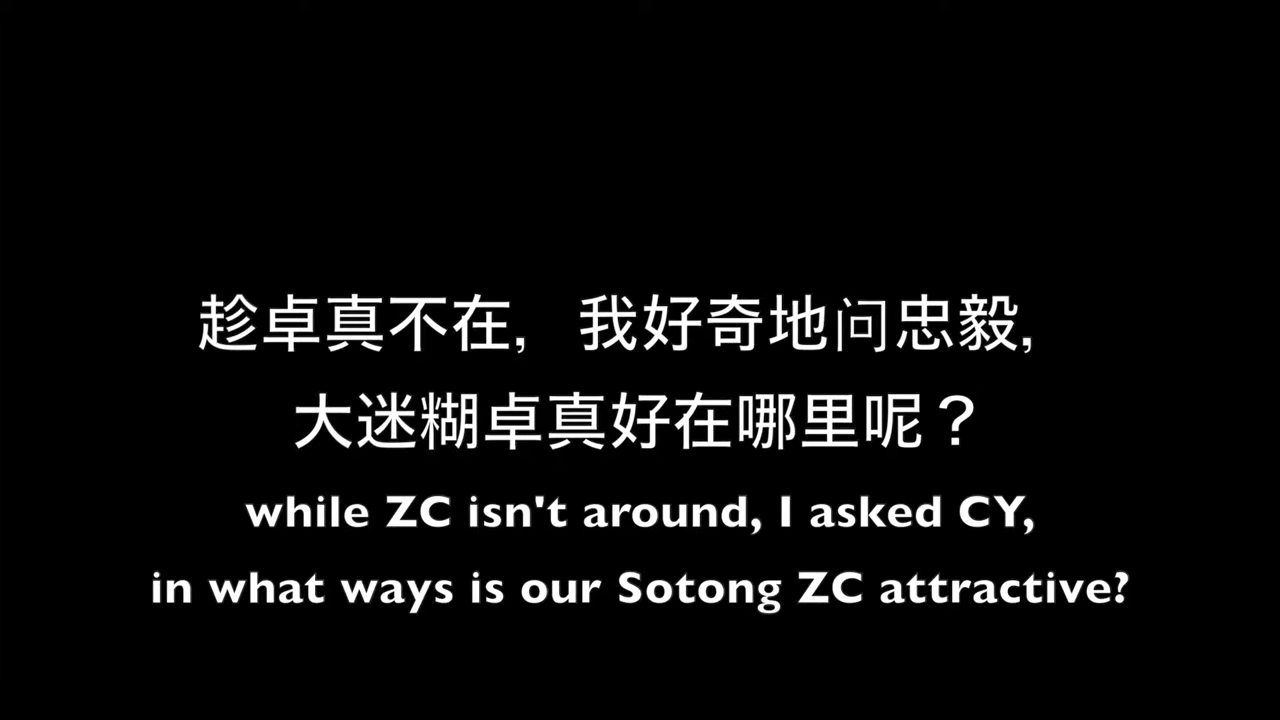 趁卓真不在, 我好奇地问忠毅,
大迷糊卓真好在哪里呢？
while ZC isn't around, I asked CY,
in what ways is our Sotong ZC attractive?